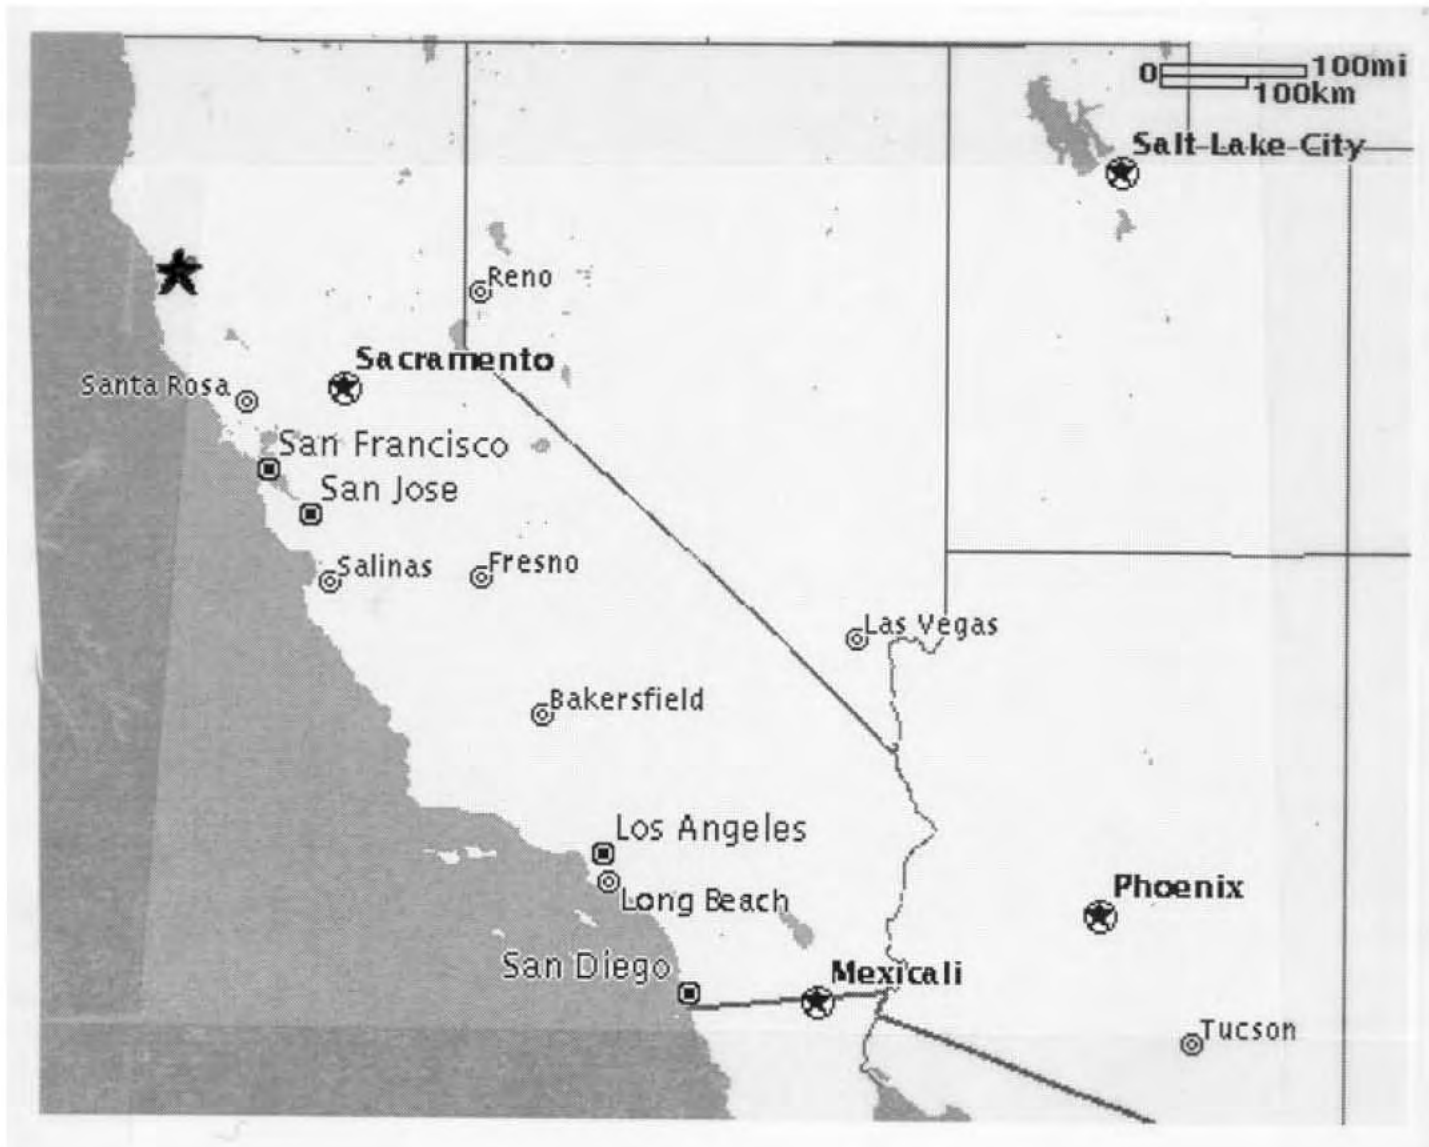 0 100mi
100km
Salt Lake City
Reno
Sacramento
Santa Rosa
San Francisco
San Jose
Salinas
Fresno
Las Vegas
Bakersfield
Los Angeles
Long Beach
Phoenix
San Diego
Mexicali
Tucson